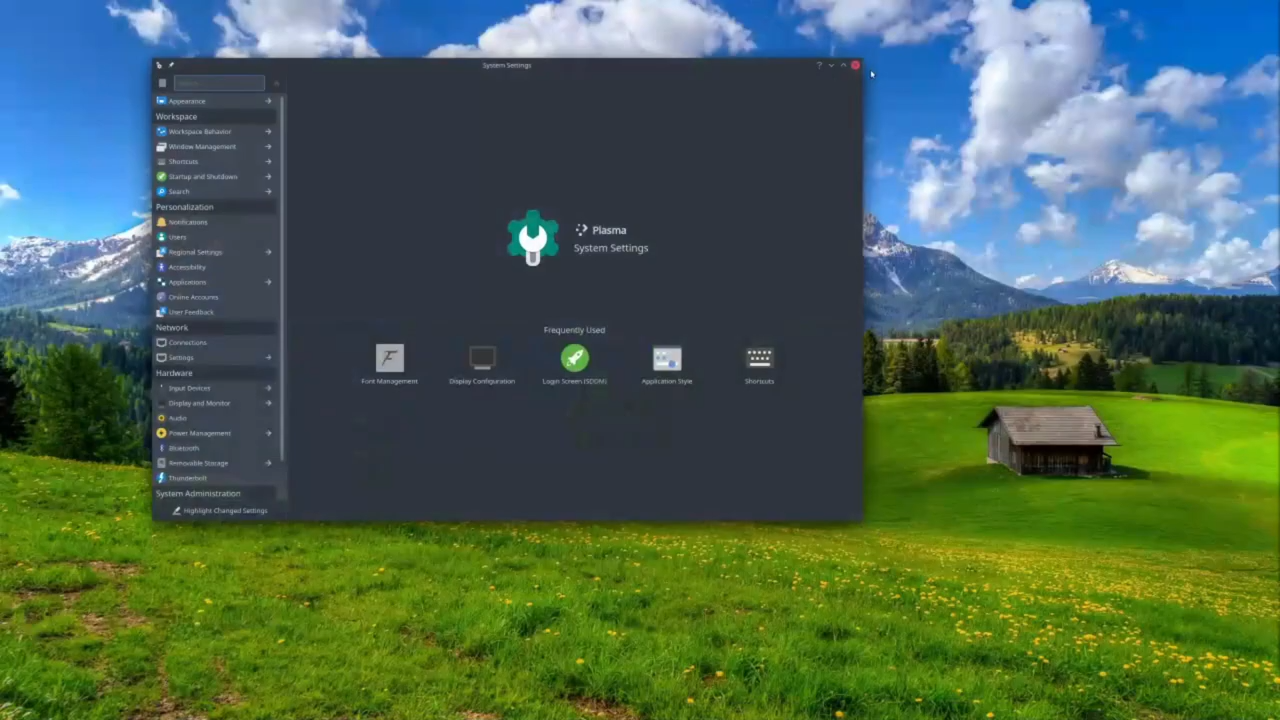 System Settings
Appearance
Workspace
Workspace Behavior
Window Management
Shortcuts
Startup and Shutdown
Search
Personalization
Notifications
Users
Regional Settings
Accessibility
Applications
Online Accounts
User Feedback
Network
Connections
Settings
Hardware
Input Devices
Display and Monitor
Audio
Power Management
Bluetooth
Removable Storage
Thunderbolt
System Administration
Highlight Changed Settings
Plasma
System Settings
Frequently Used
Font Management
Display Configuration
Login Screen (SDDM)
Application Style
Shortcuts